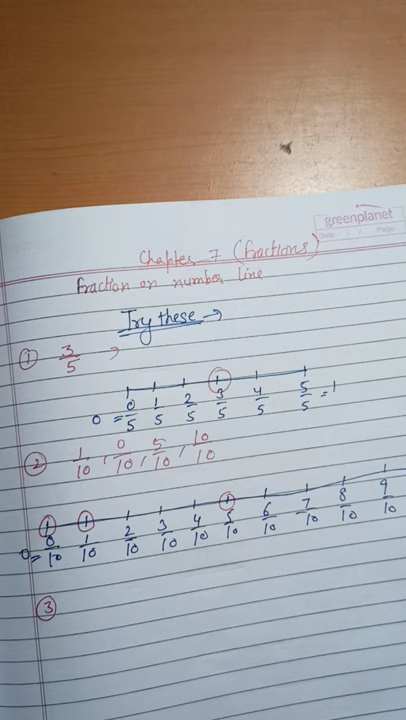 greenplanet
Date: / / Page:
Chapter - 7 (fractions)
fraction on number line
Try these →
① 3/5 →
0 = 0/5 1/5 2/5 3/5 4/5 5/5 = 1
② 1/10, 0/10, 5/10, 10/10
0 = 0/10 1/10 2/10 3/10 4/10 5/10 6/10 7/10 8/10 9/10
③